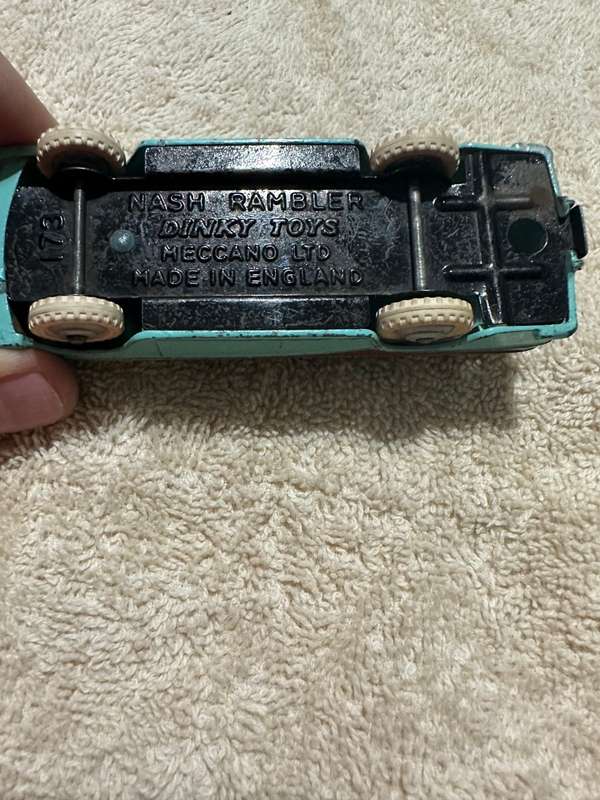 173
NASH RAMBLER
DINKY TOYS
MECCANO LTD
MADE IN ENGLAND